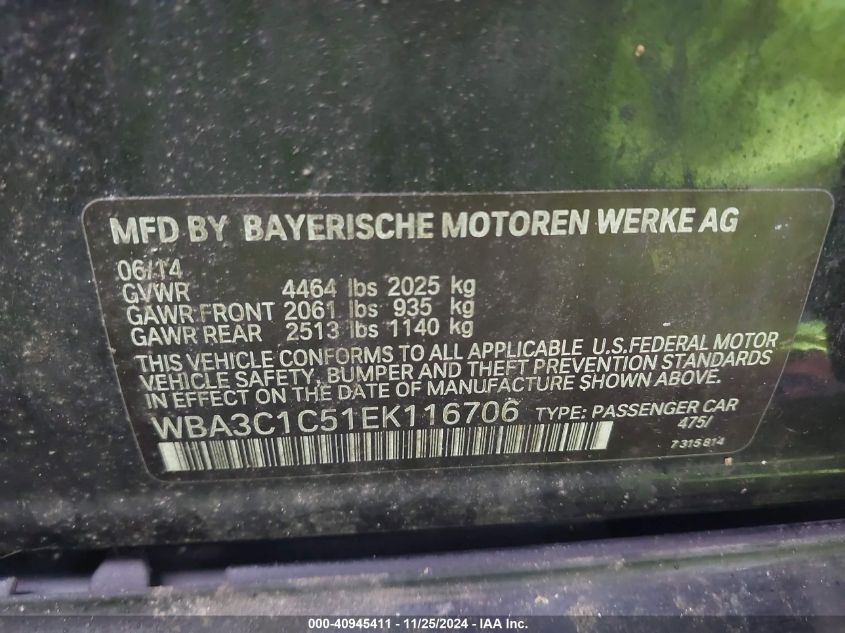 MFD BY BAYERISCHE MOTOREN WERKE AG
06/14
GVWR 4464 lbs 2025 kg
GAWR FRONT 2061 lbs 935 kg
GAWR REAR 2513 lbs 1140 kg
THIS VEHICLE CONFORMS TO ALL APPLICABLE U.S.FEDERAL MOTOR
VEHICLE SAFETY, BUMPER AND THEFT PREVENTION STANDARDS
IN EFFECT ON THE DATE OF MANUFACTURE SHOWN ABOVE.
WBA3C1C51EK116706 TYPE: PASSENGER CAR
475/
7 315 814
000-40945411 - 11/25/2024 - IAA Inc.